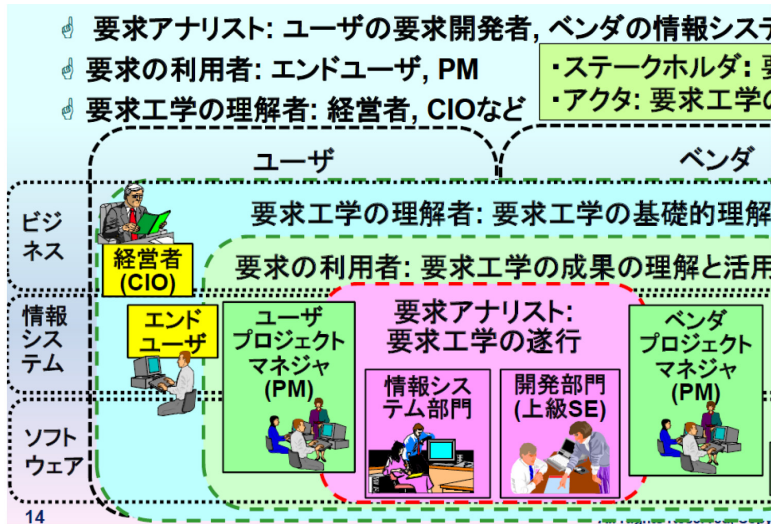 要求アナリスト: ユーザの要求開発者, ベンダの情報システ
要求の利用者: エンドユーザ, PM
要求工学の理解者: 経営者, CIOなど
・ステークホルダ: 要
・アクタ: 要求工学の
ユーザ
ベンダ
ビジ
ネス
要求工学の理解者: 要求工学の基礎的理解
経営者
(CIO)
要求の利用者: 要求工学の成果の理解と活用
情報
シス
テム
エンド
ユーザ
ユーザ
プロジェクト
マネジャ
(PM)
要求アナリスト:
要求工学の遂行
ベンダ
プロジェクト
マネジャ
(PM)
情報シス
テム部門
開発部門
(上級SE)
ソフト
ウェア
14